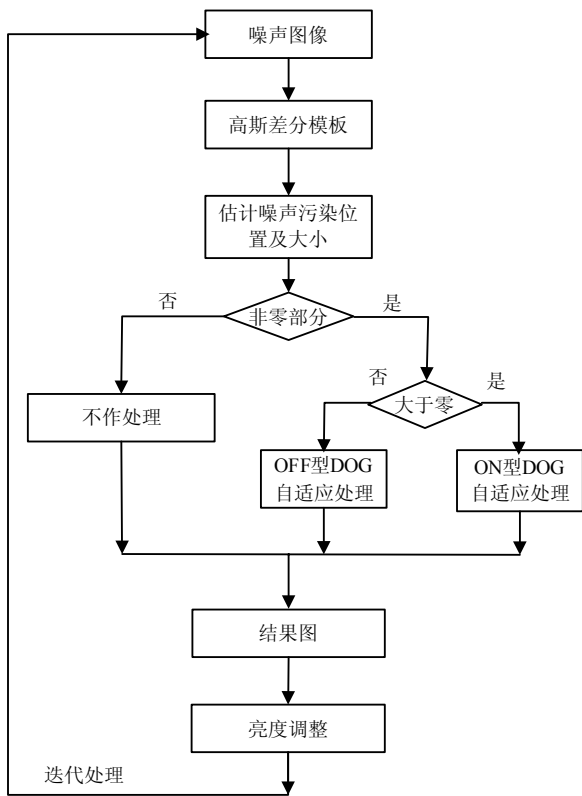 噪声图像
高斯差分模板
估计噪声污染位
置及大小
否
是
非零部分
否
是
不作处理
大于零
OFF型DOG
自适应处理
ON型DOG
自适应处理
结果图
亮度调整
迭代处理